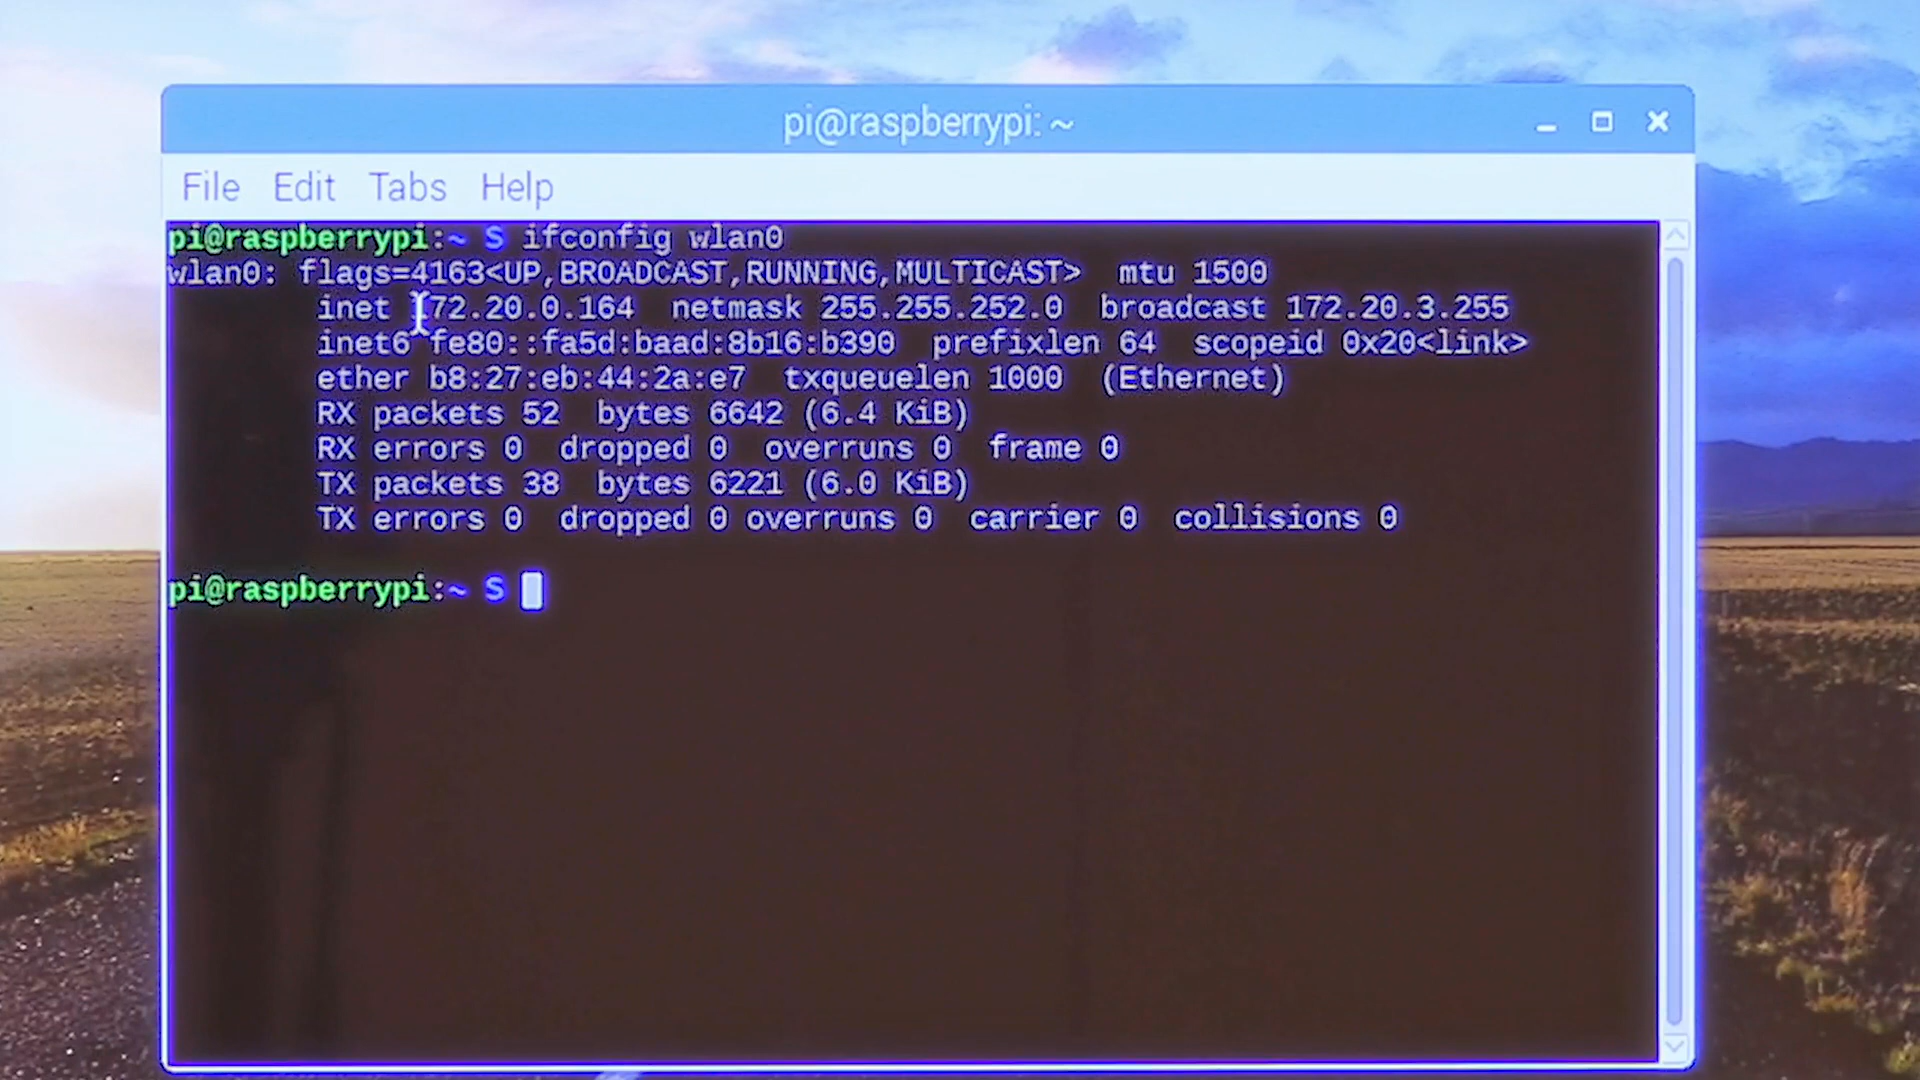 pi@raspberrypi: ~
File Edit Tabs Help
pi@raspberrypi:~ $ ifconfig wlan0
wlan0: flags=4163<UP,BROADCAST,RUNNING,MULTICAST>  mtu 1500
inet 172.20.0.164  netmask 255.255.252.0  broadcast 172.20.3.255
inet6 fe80::fa5d:baad:8b16:b390  prefixlen 64  scopeid 0x20<link>
ether b8:27:eb:44:2a:e7  txqueuelen 1000  (Ethernet)
RX packets 52  bytes 6642 (6.4 KiB)
RX errors 0  dropped 0  overruns 0  frame 0
TX packets 38  bytes 6221 (6.0 KiB)
TX errors 0  dropped 0 overruns 0  carrier 0  collisions 0
pi@raspberrypi:~ $